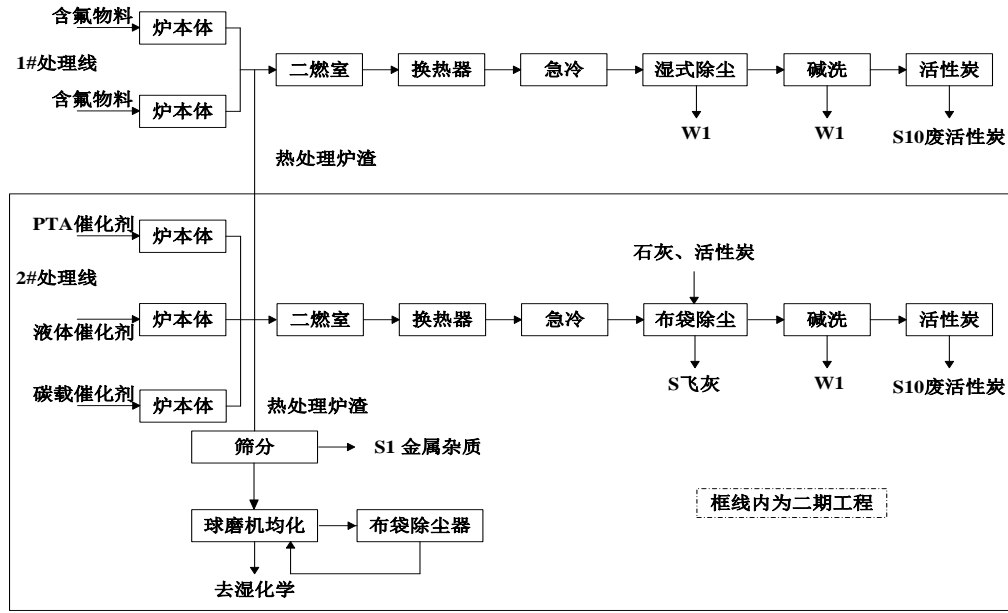 含氟物料
炉本体
1#处理线
二燃室
换热器
急冷
湿式除尘
碱洗
活性炭
含氟物料
炉本体
W1
W1
S10废活性炭
热处理炉渣
PTA催化剂
炉本体
石灰、活性炭
2#处理线
液体催化剂
炉本体
二燃室
换热器
急冷
布袋除尘
碱洗
活性炭
S飞灰
W1
S10废活性炭
碳载催化剂
炉本体
热处理炉渣
筛分
S1 金属杂质
框线内为二期工程
球磨机均化
布袋除尘器
去湿化学